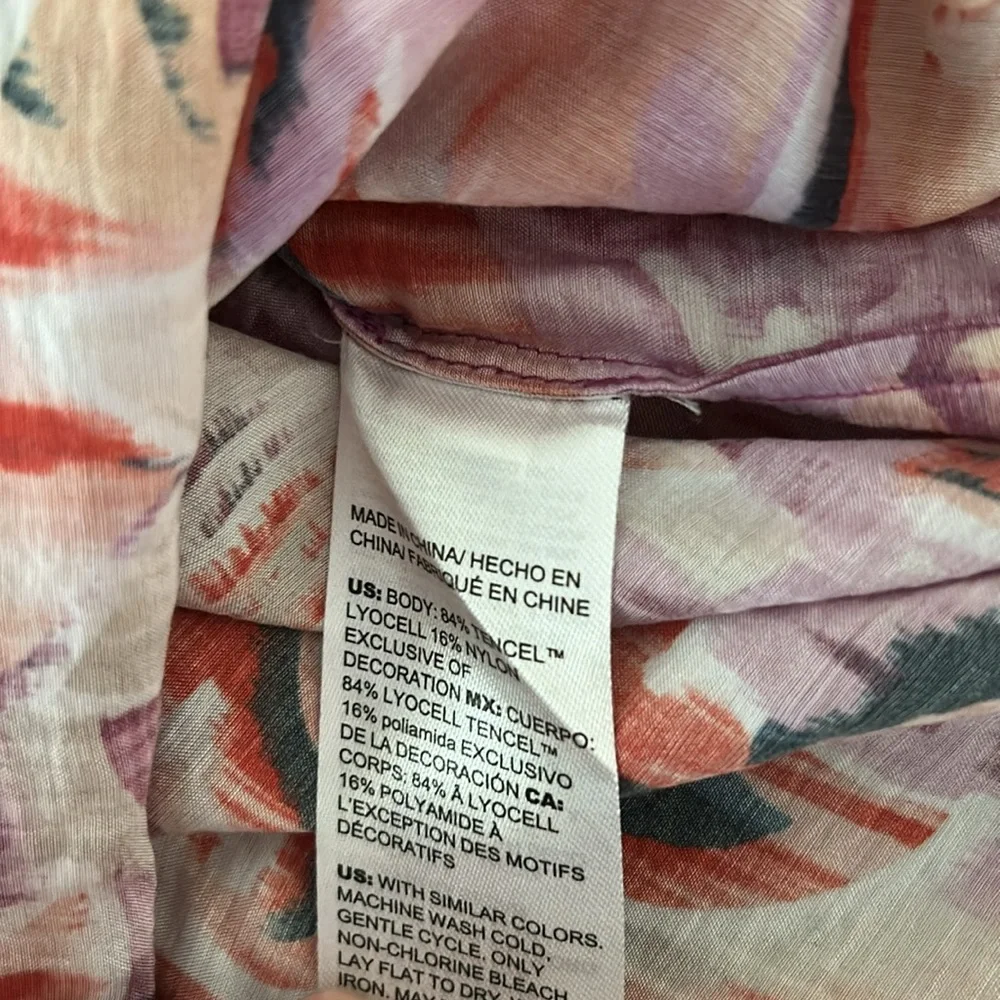 MADE IN CHINA/ HECHO EN
CHINA/ FABRIQUÉ EN CHINE
US: BODY: 84% TENCEL™
LYOCELL 16% NYLON
EXCLUSIVE OF
DECORATION MX: CUERPO:
84% LYOCELL TENCEL™
16% poliamida EXCLUSIVO
DE LA DECORACIÓN CA:
CORPS; 84% Â LYOCELL
16% POLYAMIDE À
L'EXCEPTION DES MOTIFS
DÉCORATIFS
US: WITH SIMILAR COLORS.
MACHINE WASH COLD,
GENTLE CYCLE. ONLY
NON-CHLORINE BLEACH
LAY FLAT TO DRY.
IRON. MAY